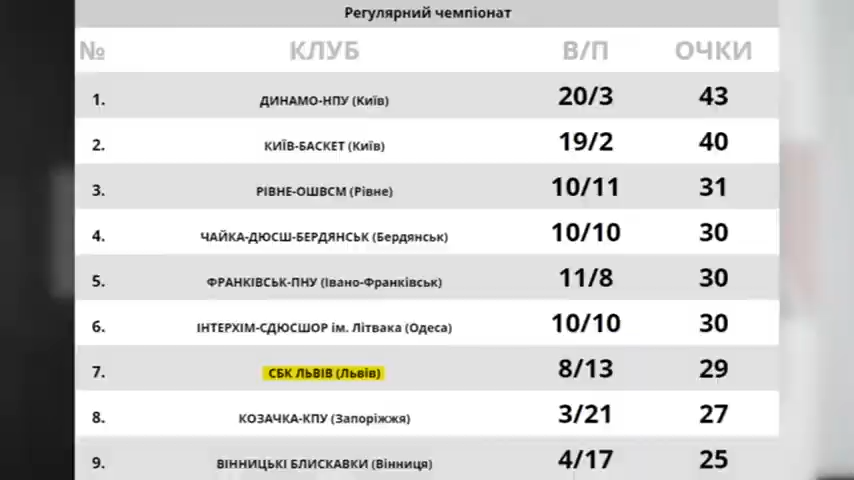 Регулярний чемпіонат
№ КЛУБ В/П ОЧКИ
1. ДИНАМО-НПУ (Київ) 20/3 43
2. КИЇВ-БАСКЕТ (Київ) 19/2 40
3. РІВНЕ-ОШВСМ (Рівне) 10/11 31
4. ЧАЙКА-ДЮСШ-БЕРДЯНСЬК (Бердянськ) 10/10 30
5. ФРАНКІВСЬК-ПНУ (Івано-Франківськ) 11/8 30
6. ІНТЕРХІМ-СДЮСШОР ім. Літвака (Одеса) 10/10 30
7. СБК ЛЬВІВ (Львів) 8/13 29
8. КОЗАЧКА-КПУ (Запоріжжя) 3/21 27
9. ВІННИЦЬКІ БЛИСКАВКИ (Вінниця) 4/17 25